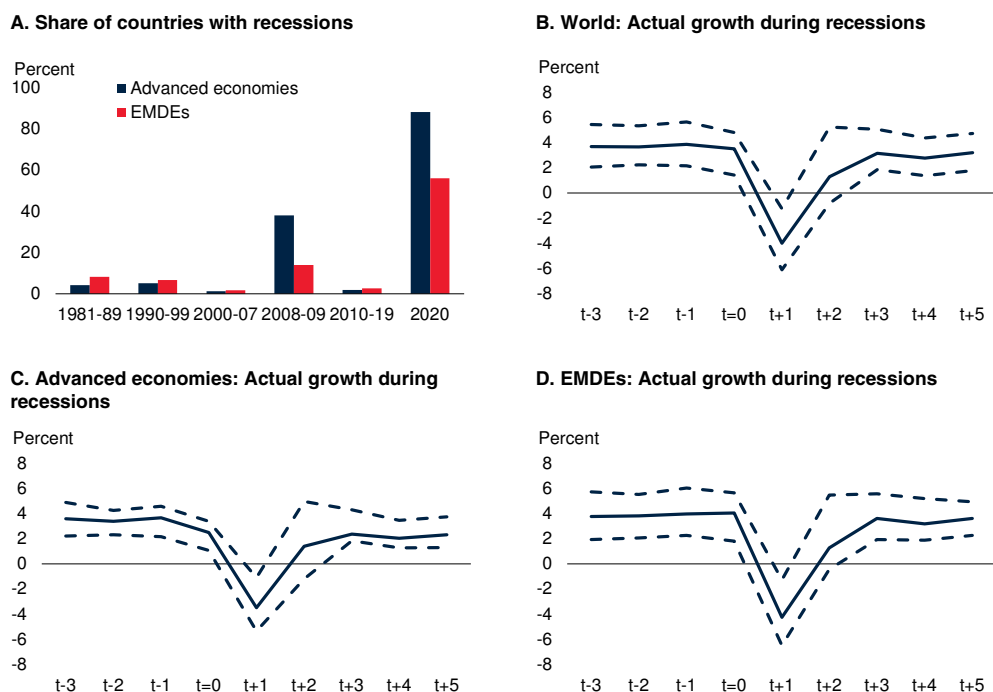 A. Share of countries with recessions
Percent
100
80
60
40
20
0
Advanced economies
EMDEs
1981-89 1990-99 2000-07 2008-09 2010-19 2020
B. World: Actual growth during recessions
Percent
8
6
4
2
0
-2
-4
-6
-8
t-3 t-2 t-1 t=0 t+1 t+2 t+3 t+4 t+5
C. Advanced economies: Actual growth during
recessions
Percent
8
6
4
2
0
-2
-4
-6
-8
t-3 t-2 t-1 t=0 t+1 t+2 t+3 t+4 t+5
D. EMDEs: Actual growth during recessions
Percent
8
6
4
2
0
-2
-4
-6
-8
t-3 t-2 t-1 t=0 t+1 t+2 t+3 t+4 t+5